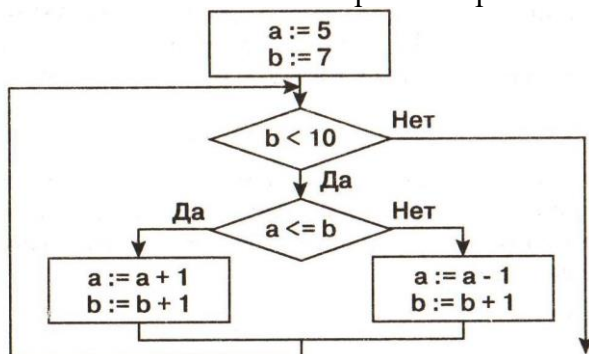 a := 5
b := 7
b < 10
Нет
Да
Да
a <= b
Нет
a := a + 1
b := b + 1
a := a - 1
b := b + 1